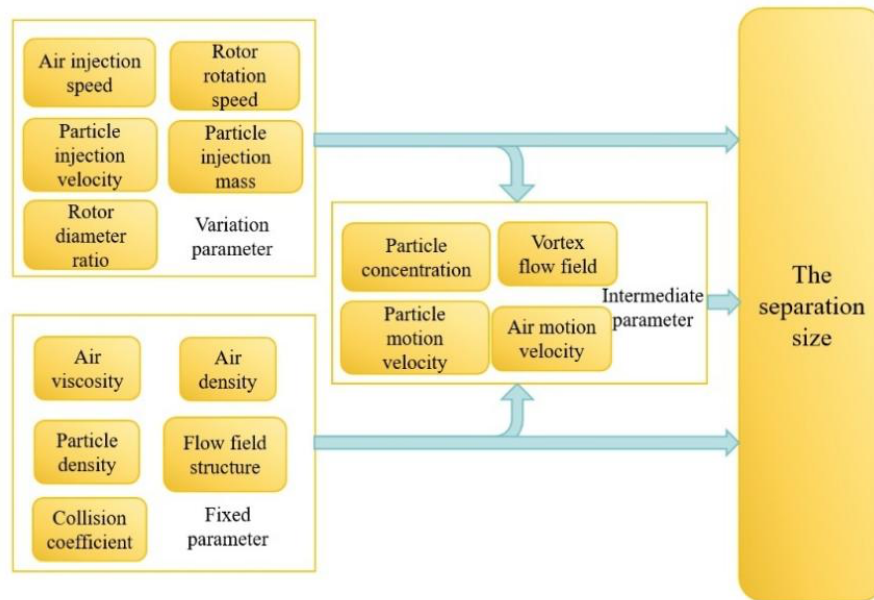 Air injection
speed
Rotor
rotation
speed
Particle
injection
velocity
Particle
injection
mass
Rotor
diameter
ratio
Variation
parameter
Particle
concentration
Vortex
flow field
Particle
motion
velocity
Air motion
velocity
Intermediate
parameter
Air
viscosity
Air
density
Particle
density
Flow field
structure
Collision
coefficient
Fixed
parameter
The
separation
size